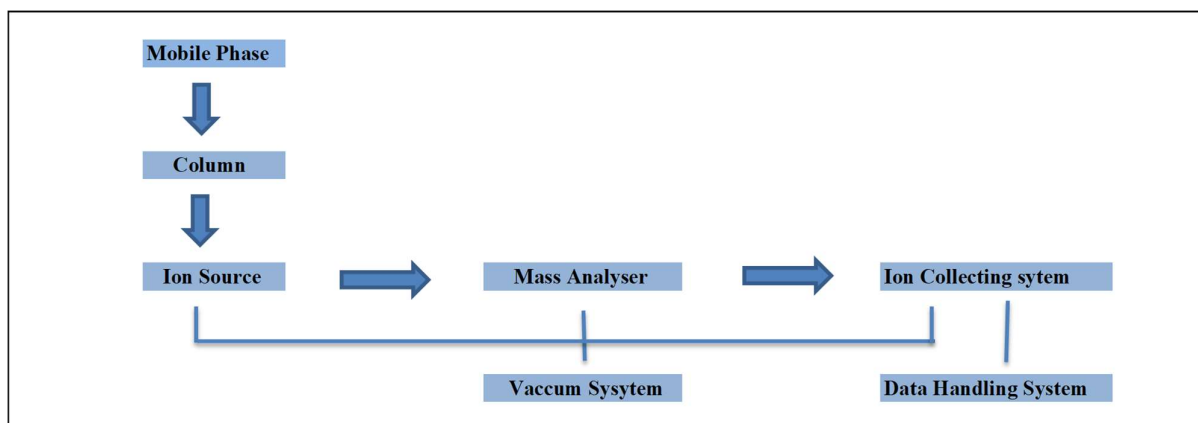 Mobile Phase
Column
Ion Source
Mass Analyser
Ion Collecting sytem
Vaccum Sysytem
Data Handling System